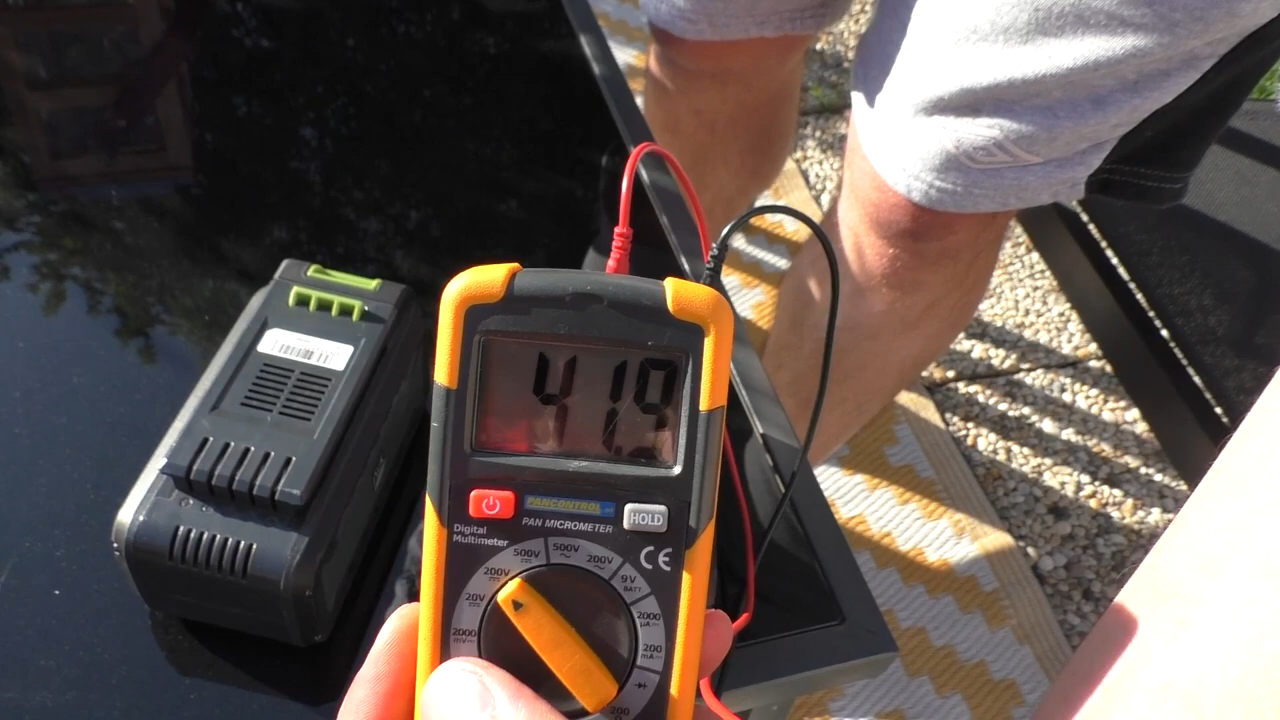 41.9
PANCONTROL
PAN MICROMETER
HOLD
Digital
Multimeter
CE
500V
500V
200V
200V
9V
BATT
20V
2000
µA
2000
mV
200
mA
200
Ω